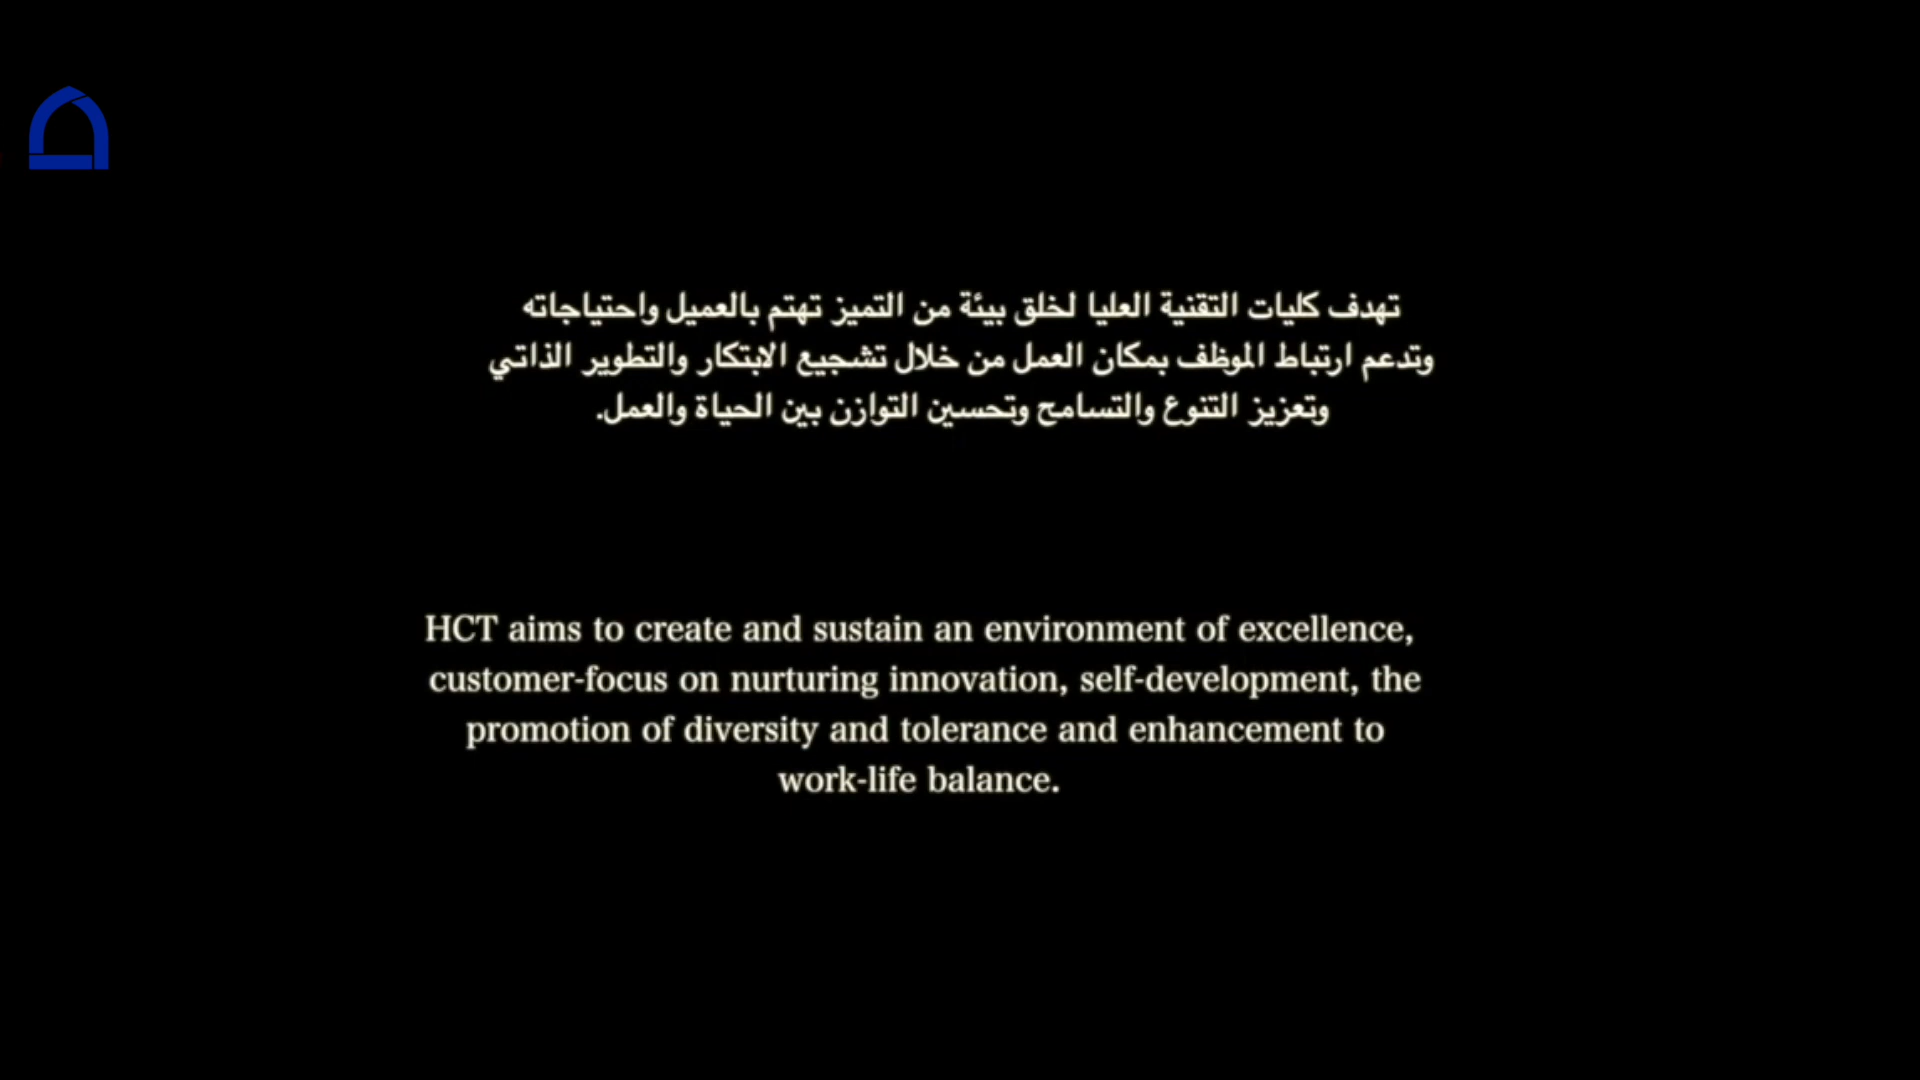 تهدف كليات التقنية العليا لخلق بيئة من التميز تهتم بالعميل واحتياجاته
وتدعم ارتباط الموظف بمكان العمل من خلال تشجيع الابتكار والتطوير الذاتي
وتعزيز التنوع والتسامح وتحسين التوازن بين الحياة والعمل.
HCT aims to create and sustain an environment of excellence,
customer-focus on nurturing innovation, self-development, the
promotion of diversity and tolerance and enhancement to
work-life balance.